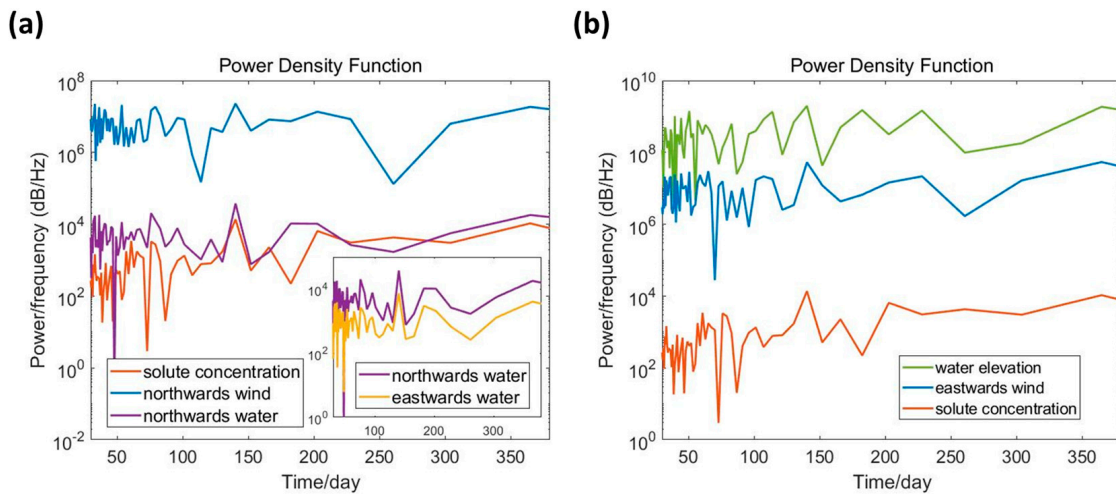 (a)
Power Density Function
Power/frequency (dB/Hz)
10^8
10^6
10^4
10^2
10^0
10^-2
50 100 150 200 250 300 350
Time/day
solute concentration
northwards wind
northwards water
10^4
10^2
10^0
100 200 300
northwards water
eastwards water
(b)
Power Density Function
Power/frequency (dB/Hz)
10^10
10^8
10^6
10^4
10^2
10^0
50 100 150 200 250 300 350
Time/day
water elevation
eastwards wind
solute concentration